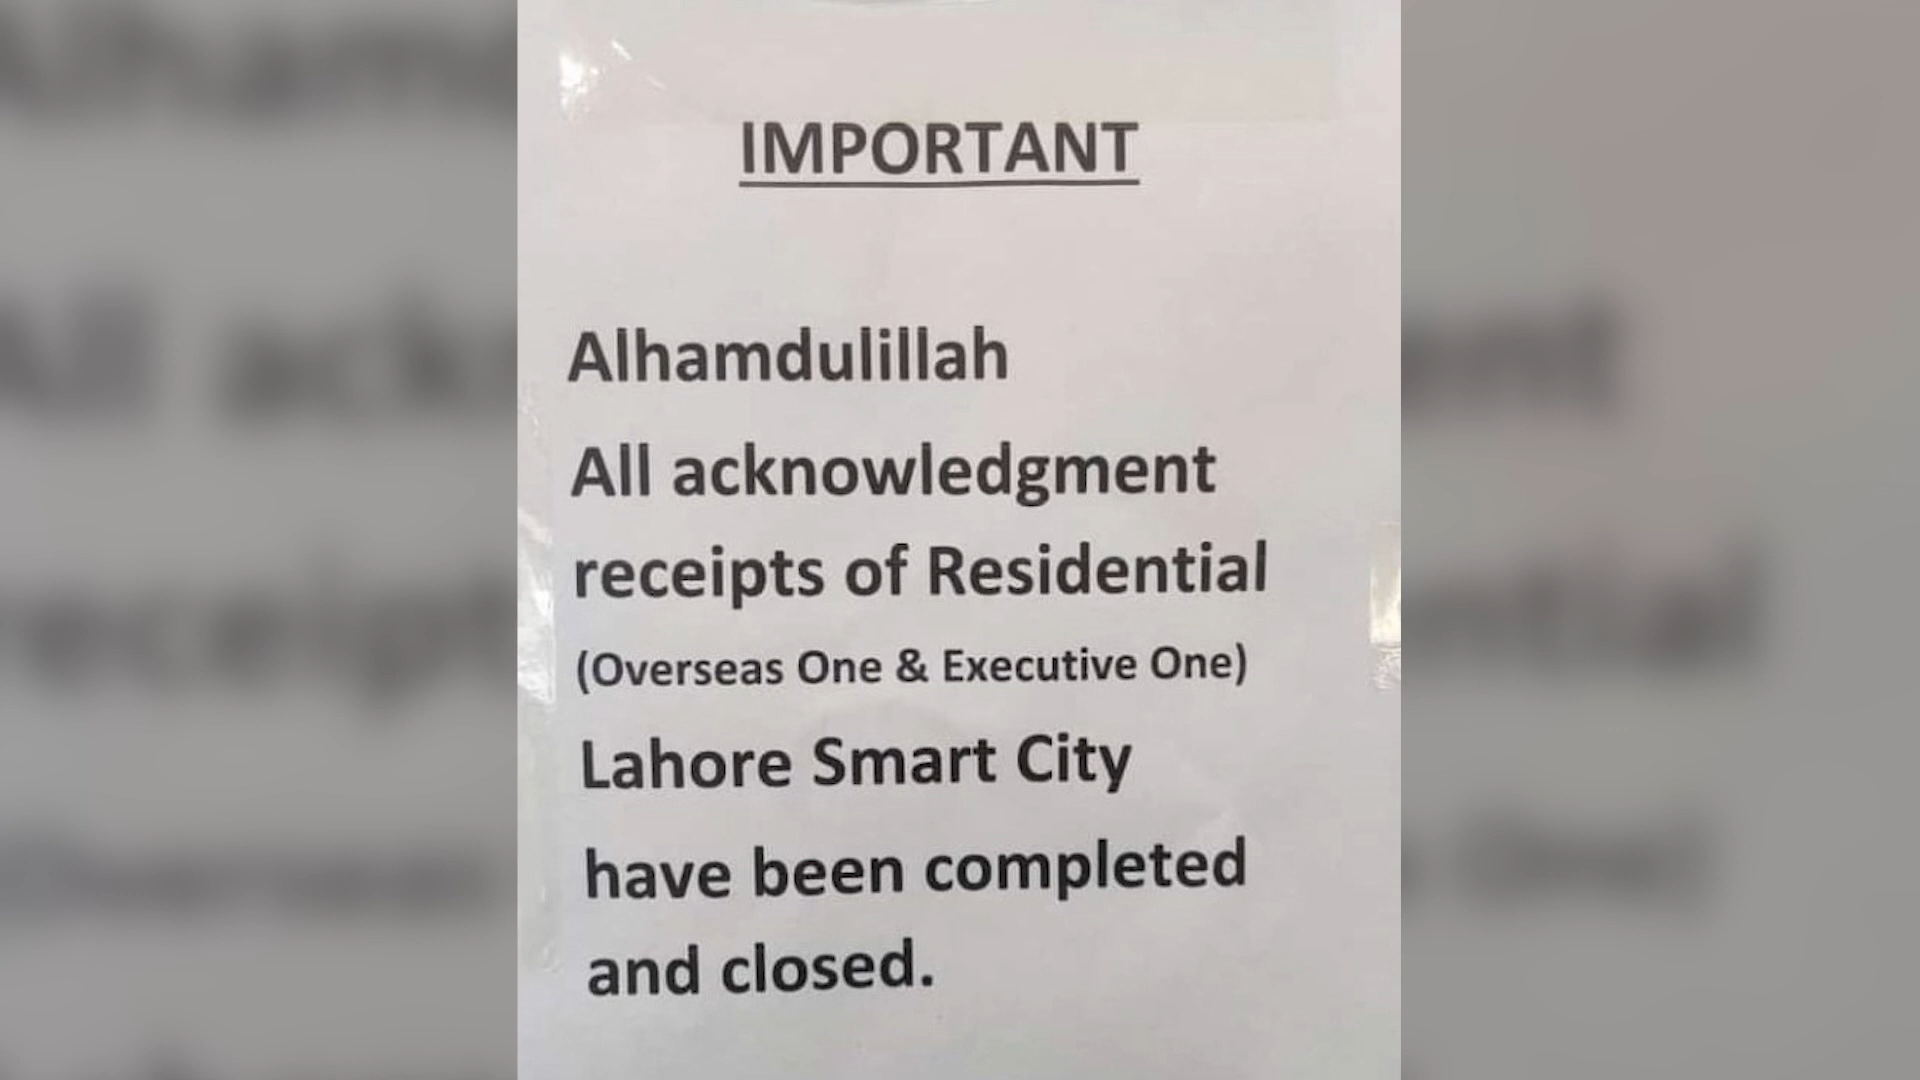 IMPORTANT
Alhamdulillah
All acknowledgment
receipts of Residential
(Overseas One & Executive One)
Lahore Smart City
have been completed
and closed.